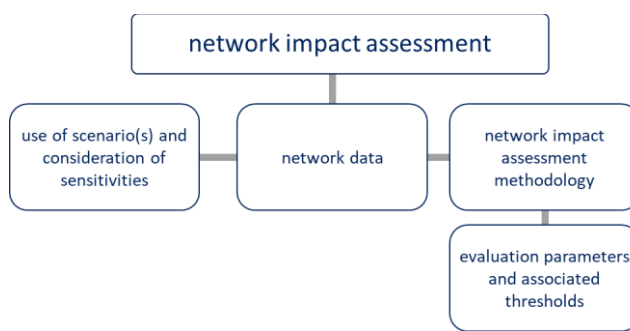 network impact assessment
use of scenario(s) and
consideration of
sensitivities
network data
network impact
assessment
methodology
evaluation parameters
and associated
thresholds